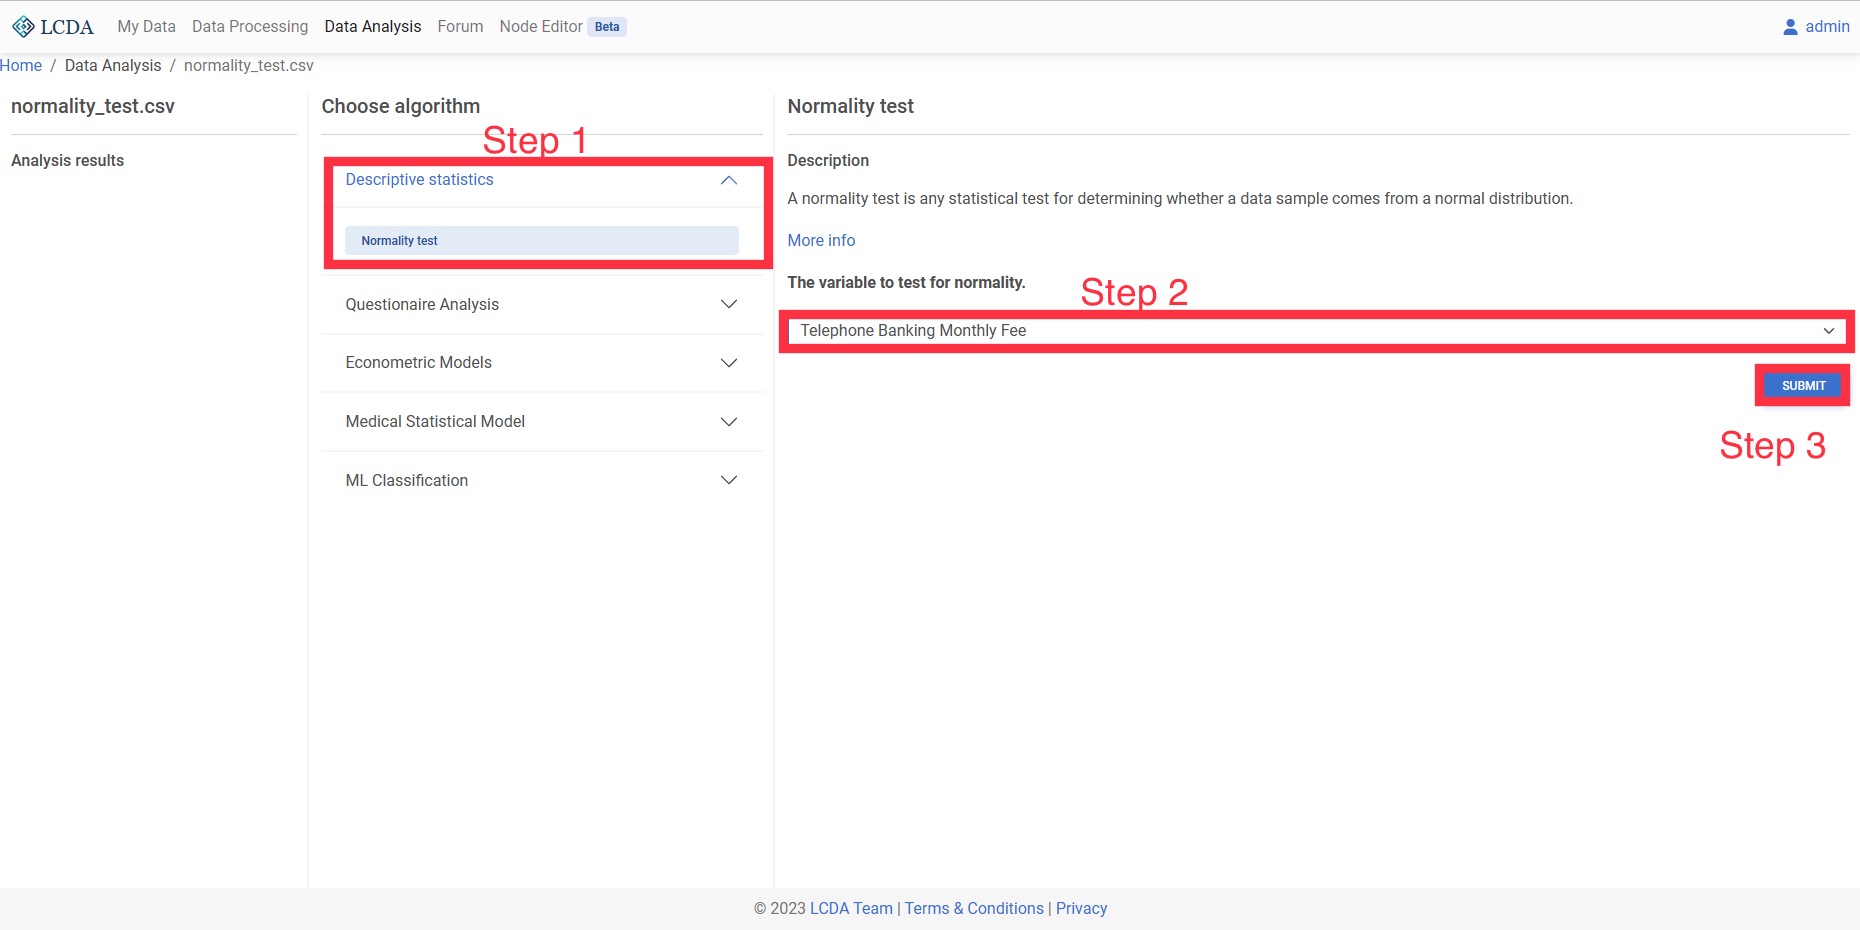 LCDA My Data Data Processing Data Analysis Forum Node Editor Beta admin
Home / Data Analysis / normality_test.csv
normality_test.csv
Analysis results
Choose algorithm
Step 1
Descriptive statistics
Normality test
Questionaire Analysis
Econometric Models
Medical Statistical Model
ML Classification
Normality test
Description
A normality test is any statistical test for determining whether a data sample comes from a normal distribution.
More info
The variable to test for normality.
Step 2
Telephone Banking Monthly Fee
SUBMIT
Step 3
© 2023 LCDA Team | Terms & Conditions | Privacy